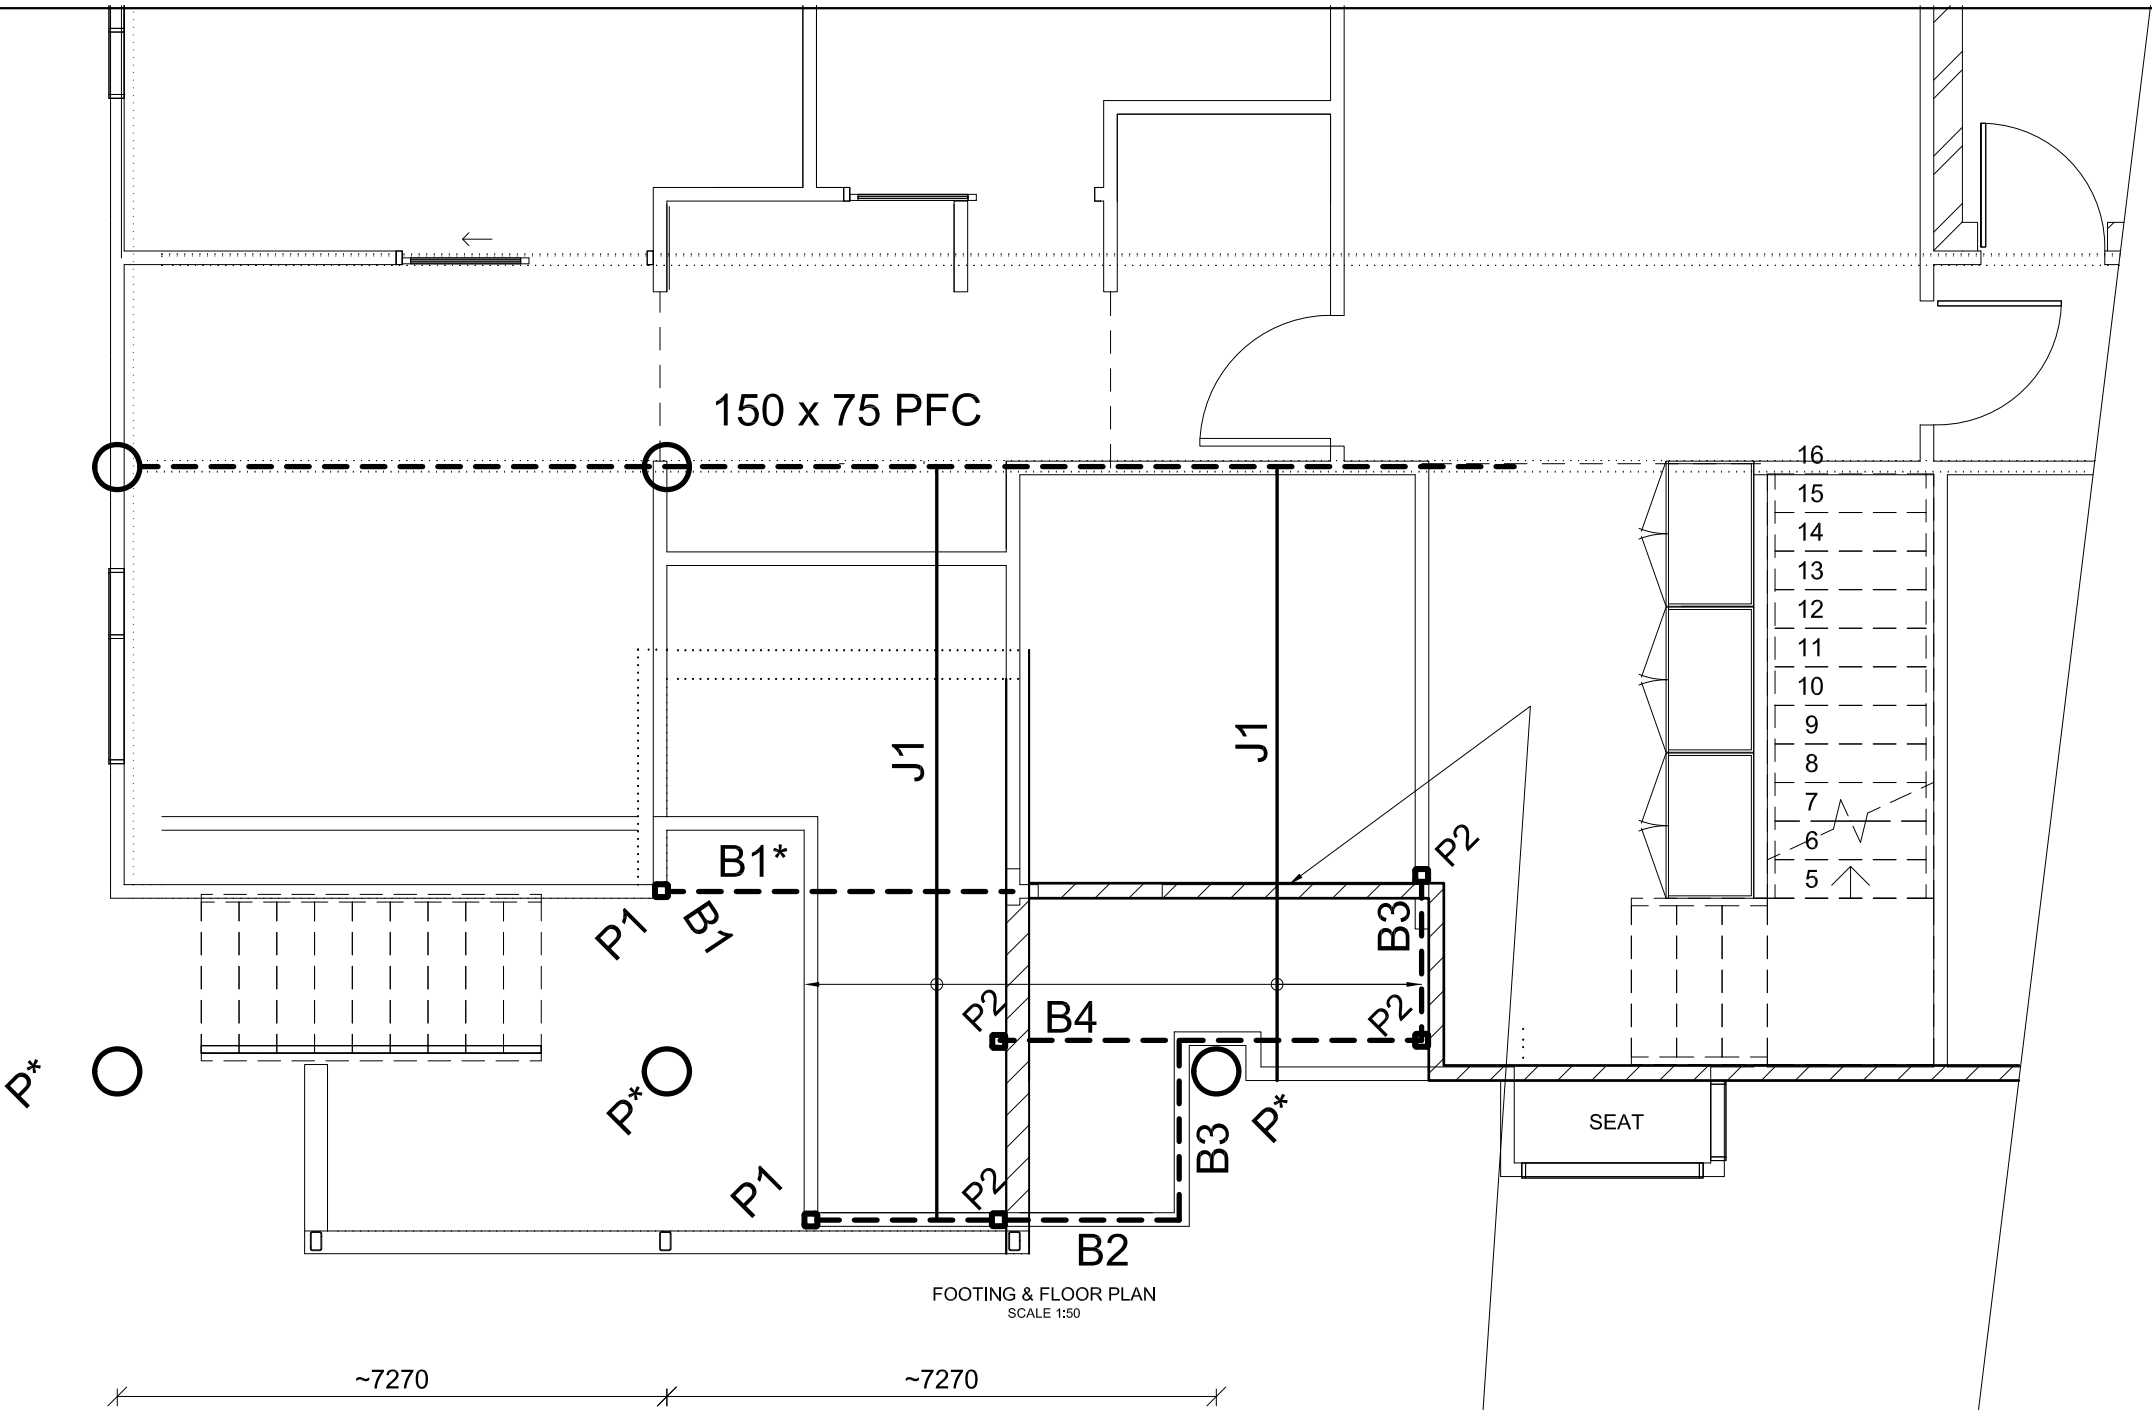 150 x 75 PFC
16
15
14
13
12
11
10
9
8
7
6
5
J1
J1
B1*
P2
P1
B1
B3
P2
B4
P2
P*
P*
P*
SEAT
B3
P1
P2
B2
FOOTING & FLOOR PLAN
SCALE 1:50
~7270
~7270